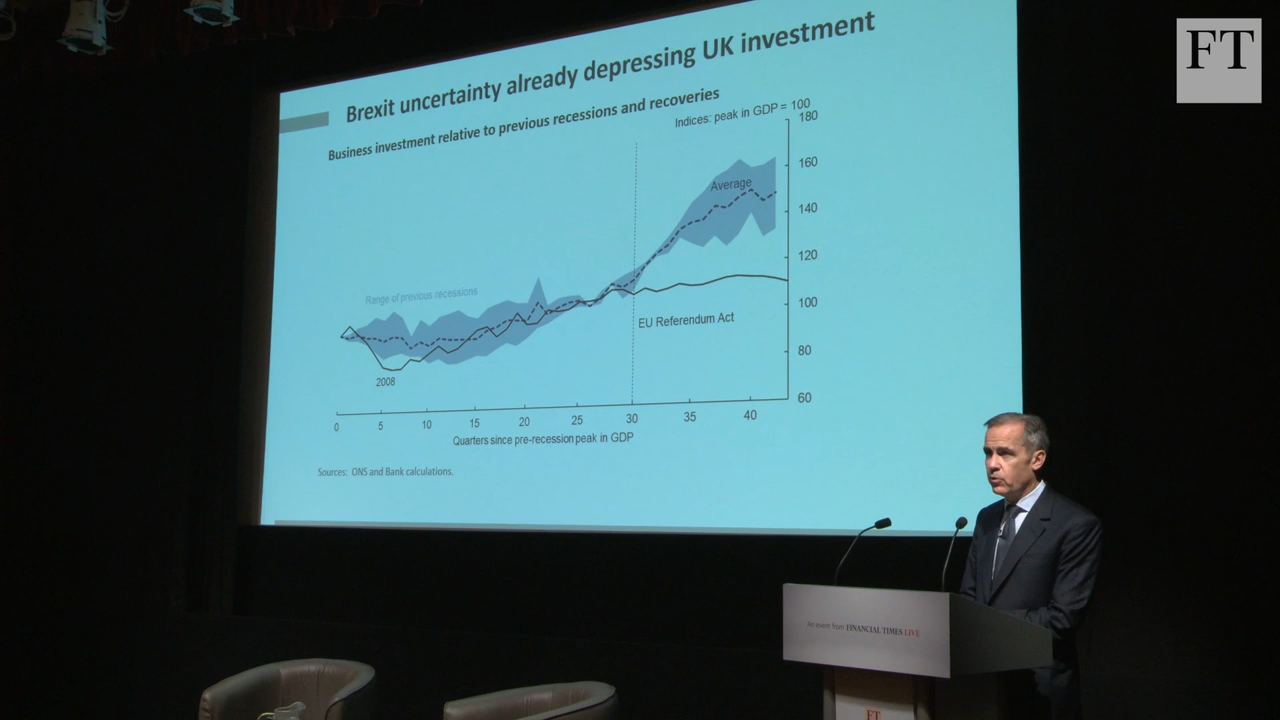 FT
Brexit uncertainty already depressing UK investment
Business investment relative to previous recessions and recoveries
Indices: peak in GDP = 100
180
160
140
120
100
80
60
Average
Range of previous recessions
EU Referendum Act
2008
0 5 10 15 20 25 30 35 40
Quarters since pre-recession peak in GDP
Sources: ONS and Bank calculations.
An event from FINANCIAL TIMES LIVE
FT